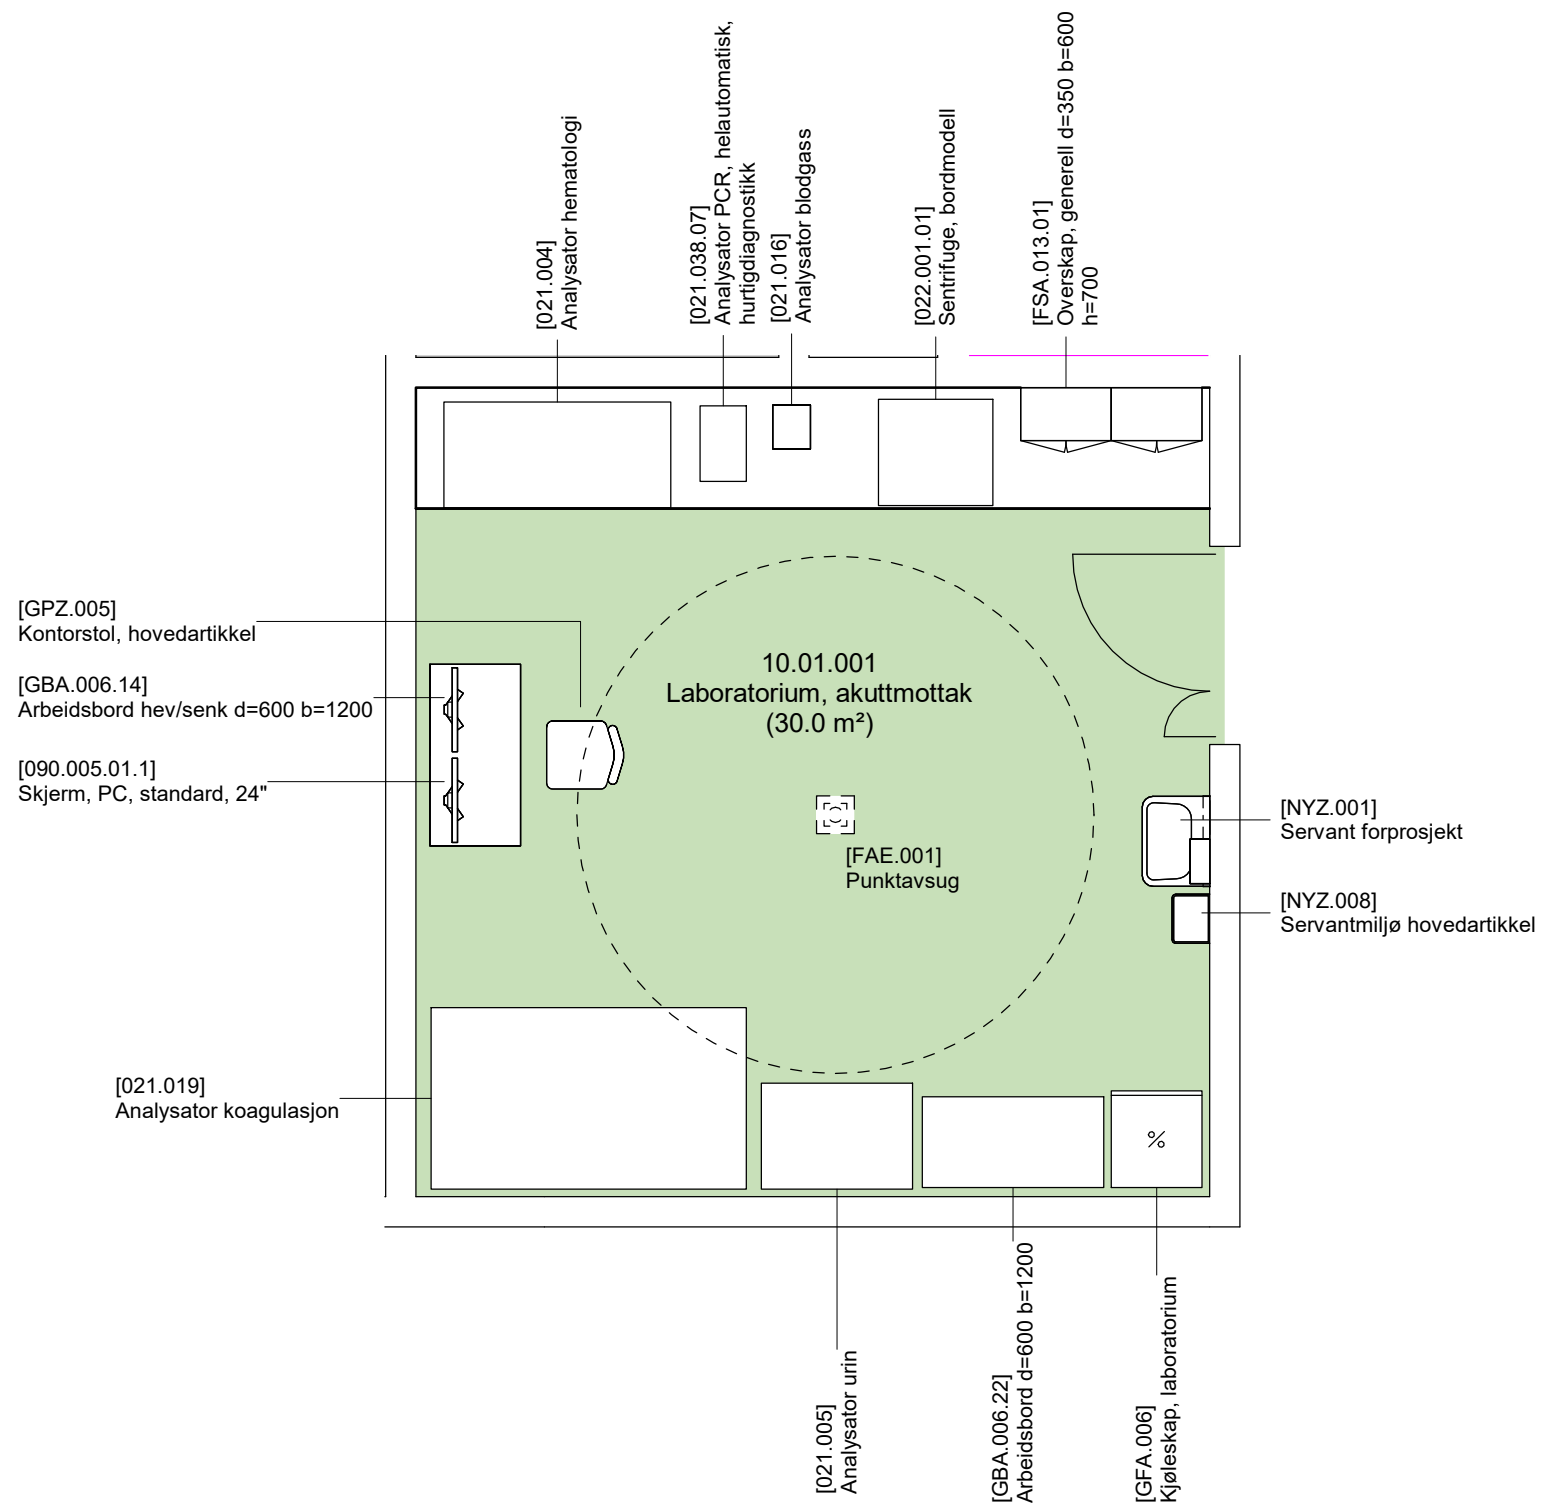 [021.004]
Analysator hematologi
[021.038.07]
Analysator PCR, helautomatisk,
hurtigdiagnostikk
[021.016]
Analysator blodgass
[022.001.01]
Sentrifuge, bordmodell
[FSA.013.01]
Overskap, generell d=350 b=600
h=700
[GPZ.005]
Kontorstol, hovedartikkel
[GBA.006.14]
Arbeidsbord hev/senk d=600 b=1200
[090.005.01.1]
Skjerm, PC, standard, 24"
10.01.001
Laboratorium, akuttmottak
(30.0 m²)
[FAE.001]
Punktavsug
[NYZ.001]
Servant forprosjekt
[NYZ.008]
Servantmiljø hovedartikkel
[021.019]
Analysator koagulasjon
%
[021.005]
Analysator urin
[GBA.006.22]
Arbeidsbord d=600 b=1200
[GFA.006]
Kjøleskap, laboratorium